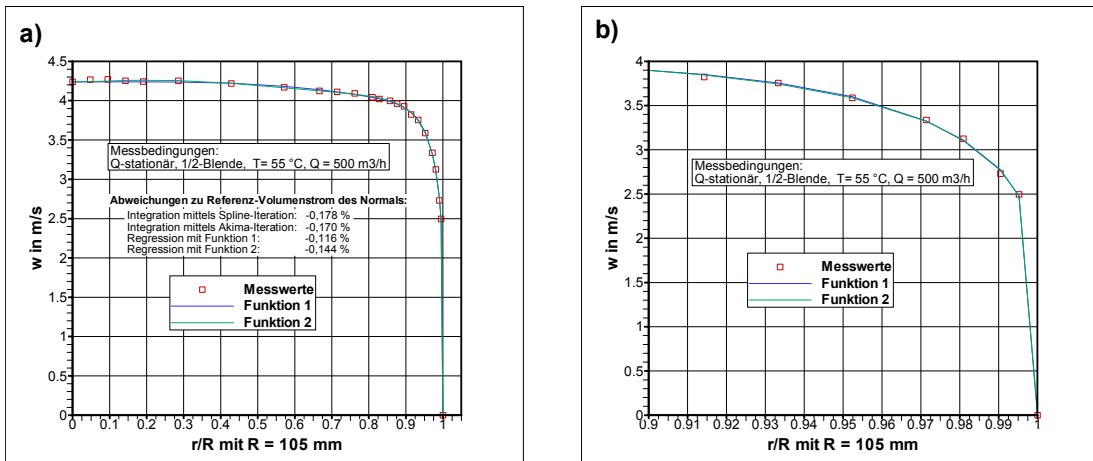 a)
4.5
4
3.5
3
2.5
2
1.5
1
0.5
0
w in m/s
Messbedingungen:
Q-stationär, 1/2-Blende, T= 55 °C, Q = 500 m3/h
Abweichungen zu Referenz-Volumenstrom des Normals:
Integration mittels Spline-Iteration: -0,178 %
Integration mittels Akima-Iteration: -0,170 %
Regression mit Funktion 1: -0,116 %
Regression mit Funktion 2: -0,144 %
Messwerte
Funktion 1
Funktion 2
0 0.1 0.2 0.3 0.4 0.5 0.6 0.7 0.8 0.9 1
r/R mit R = 105 mm
b)
4
3.5
3
2.5
2
1.5
1
0.5
0
w in m/s
Messbedingungen:
Q-stationär, 1/2-Blende, T= 55 °C, Q = 500 m3/h
Messwerte
Funktion 1
Funktion 2
0.9 0.91 0.92 0.93 0.94 0.95 0.96 0.97 0.98 0.99 1
r/R mit R = 105 mm